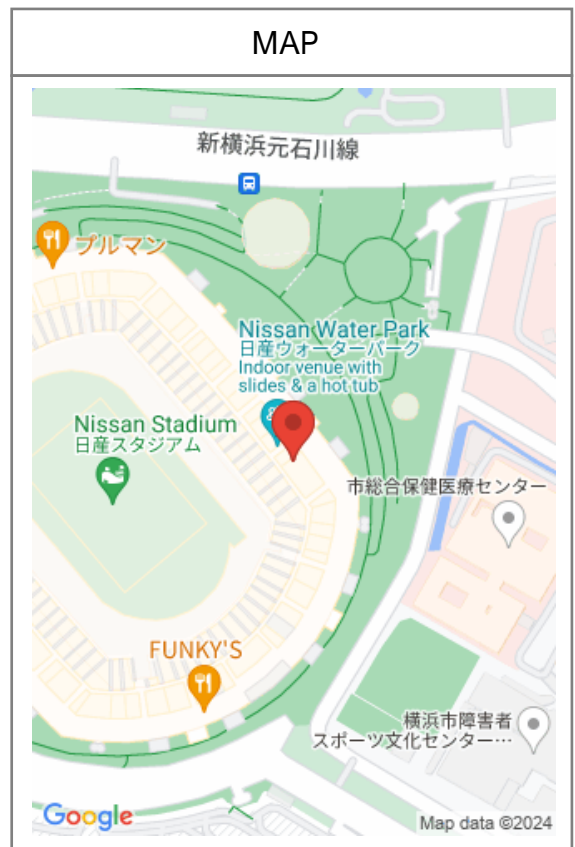 MAP
新横浜元石川線
プルマン
Nissan Water Park
日産ウォーターパーク
Indoor venue with
slides & a hot tub
Nissan Stadium
日産スタジアム
市総合保健医療センター
FUNKY'S
横浜市障害者
スポーツ文化センター…
Google
Map data ©2024